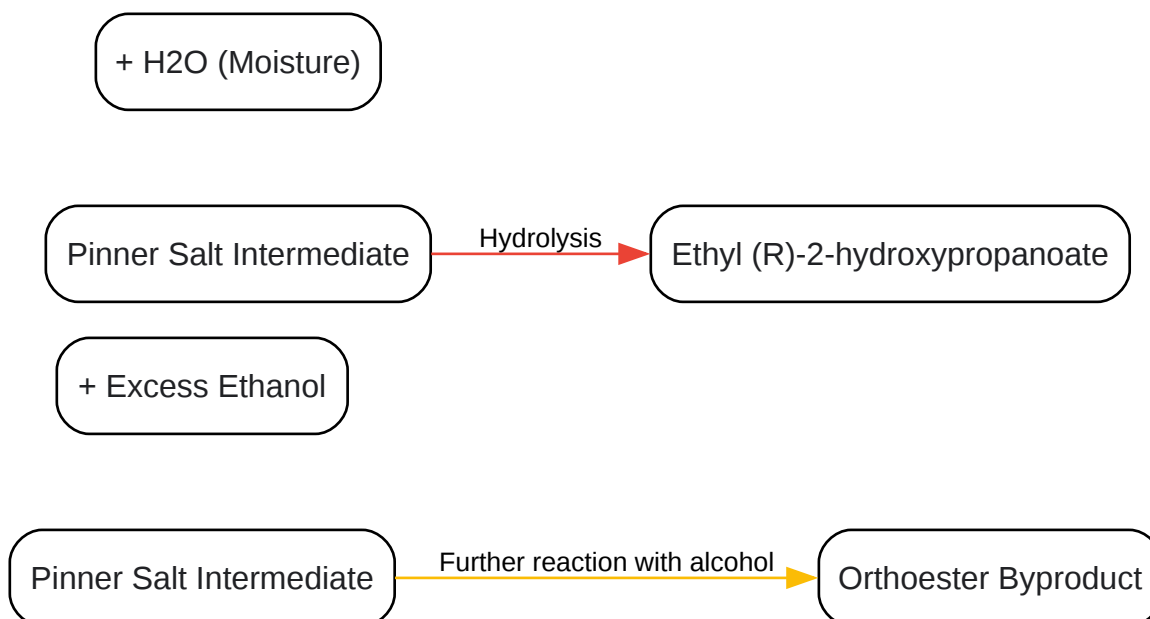 + H2O (Moisture)
Pinner Salt Intermediate
Hydrolysis
Ethyl (R)-2-hydroxypropanoate
+ Excess Ethanol
Pinner Salt Intermediate
Further reaction with alcohol
Orthoester Byproduct